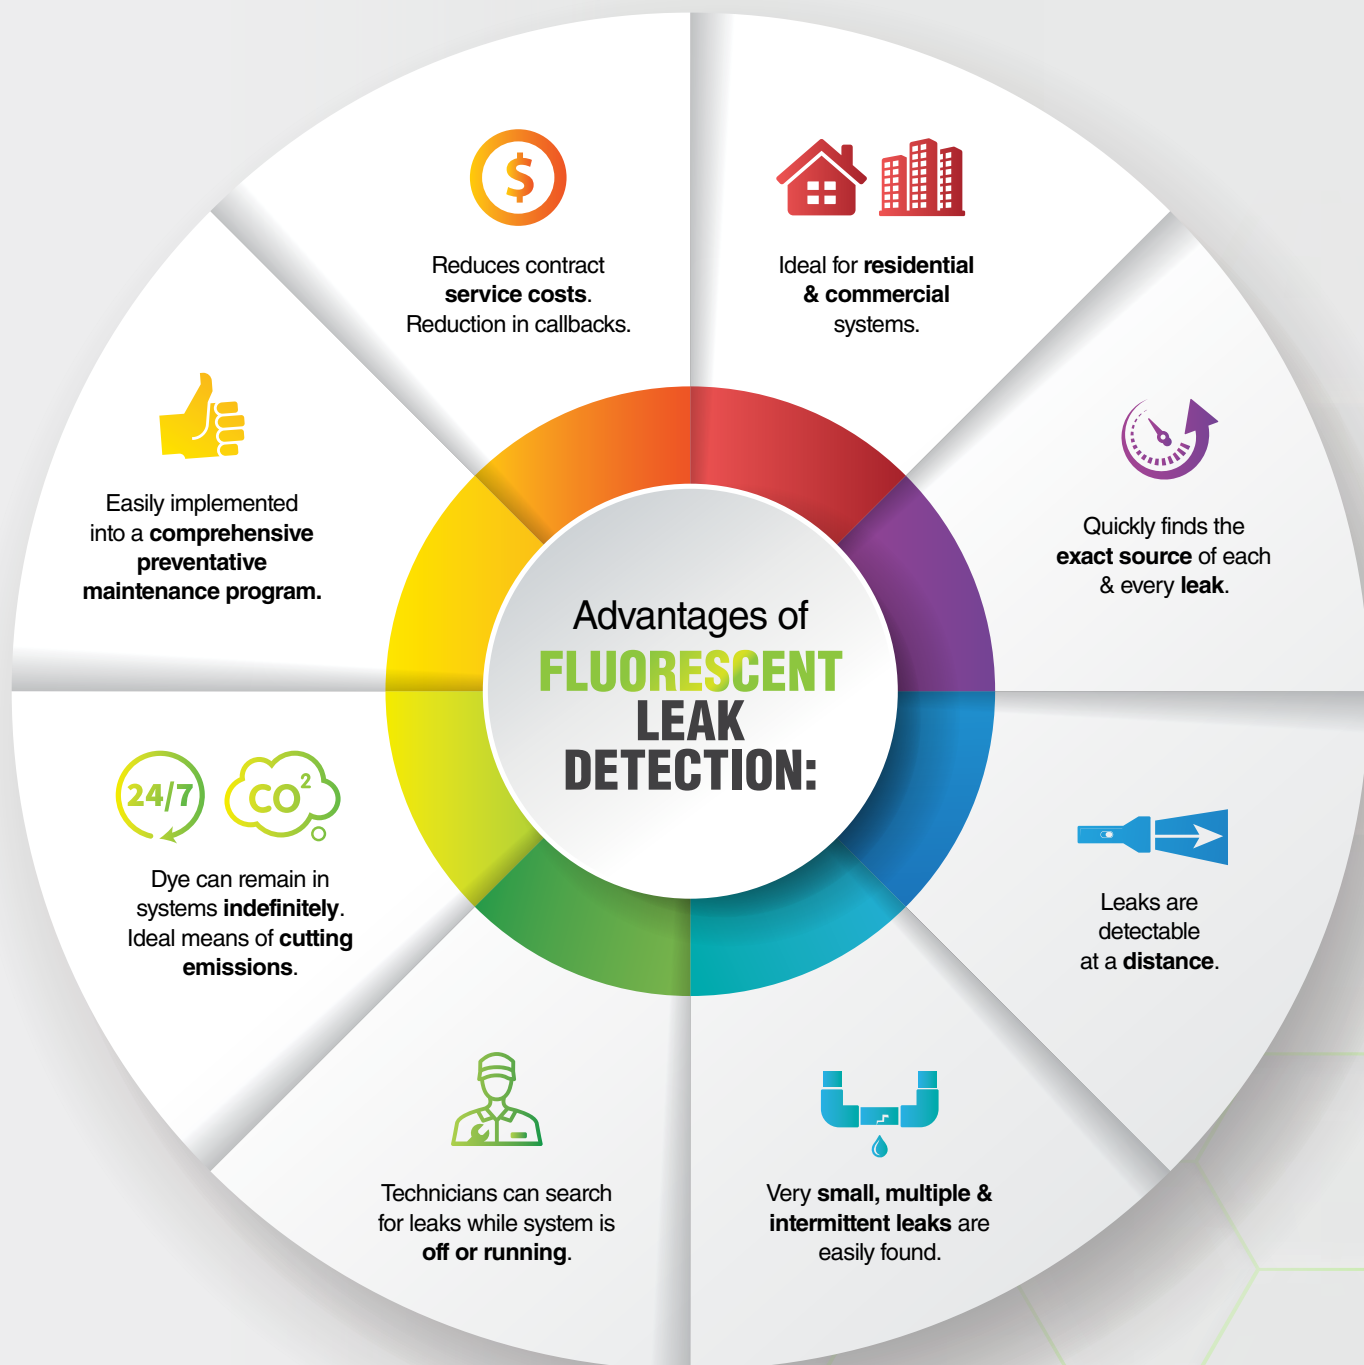 Advantages of
FLUORESCENT
LEAK
DETECTION:
$
Reduces contract
service costs.
Reduction in callbacks.
Ideal for residential
& commercial
systems.
Quickly finds the
exact source of each
& every leak.
Leaks are
detectable
at a distance.
Very small, multiple &
intermittent leaks are
easily found.
Technicians can search
for leaks while system is
off or running.
24/7
CO²
Dye can remain in
systems indefinitely.
Ideal means of cutting
emissions.
Easily implemented
into a comprehensive
preventative
maintenance program.